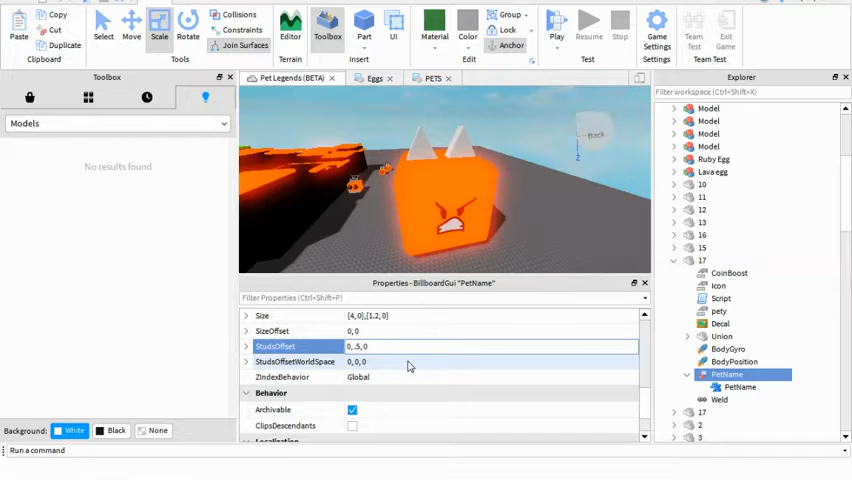 Copy
Cut
Duplicate
Paste
Clipboard
Select
Move
Scale
Rotate
Collisions
Constraints
Join Surfaces
Tools
Editor
Terrain
Toolbox
Part
UI
Insert
Material
Color
Group
Lock
Anchor
Edit
Play
Resume
Stop
Test
Game
Settings
Settings
Team
Test
Exit
Game
Team Test
Toolbox
Models
No results found
Background:
White
Black
None
Pet Legends (BETA)
Eggs
PETS
Back
Z
Properties - BillboardGui "PetName"
Filter Properties (Ctrl+Shift+P)
Size {4, 0},{1.2, 0}
SizeOffset 0, 0
StudsOffset 0, .5, 0
StudsOffsetWorldSpace 0, 0, 0
ZIndexBehavior Global
Behavior
Archivable
ClipsDescendants
Explorer
Filter workspace (Ctrl+Shift+X)
Model
Model
Model
Model
Ruby Egg
Lava egg
10
11
12
13
16
15
17
CoinBoost
Icon
Script
pety
Decal
Union
BodyGyro
BodyPosition
PetName
PetName
Weld
17
2
3
Run a command